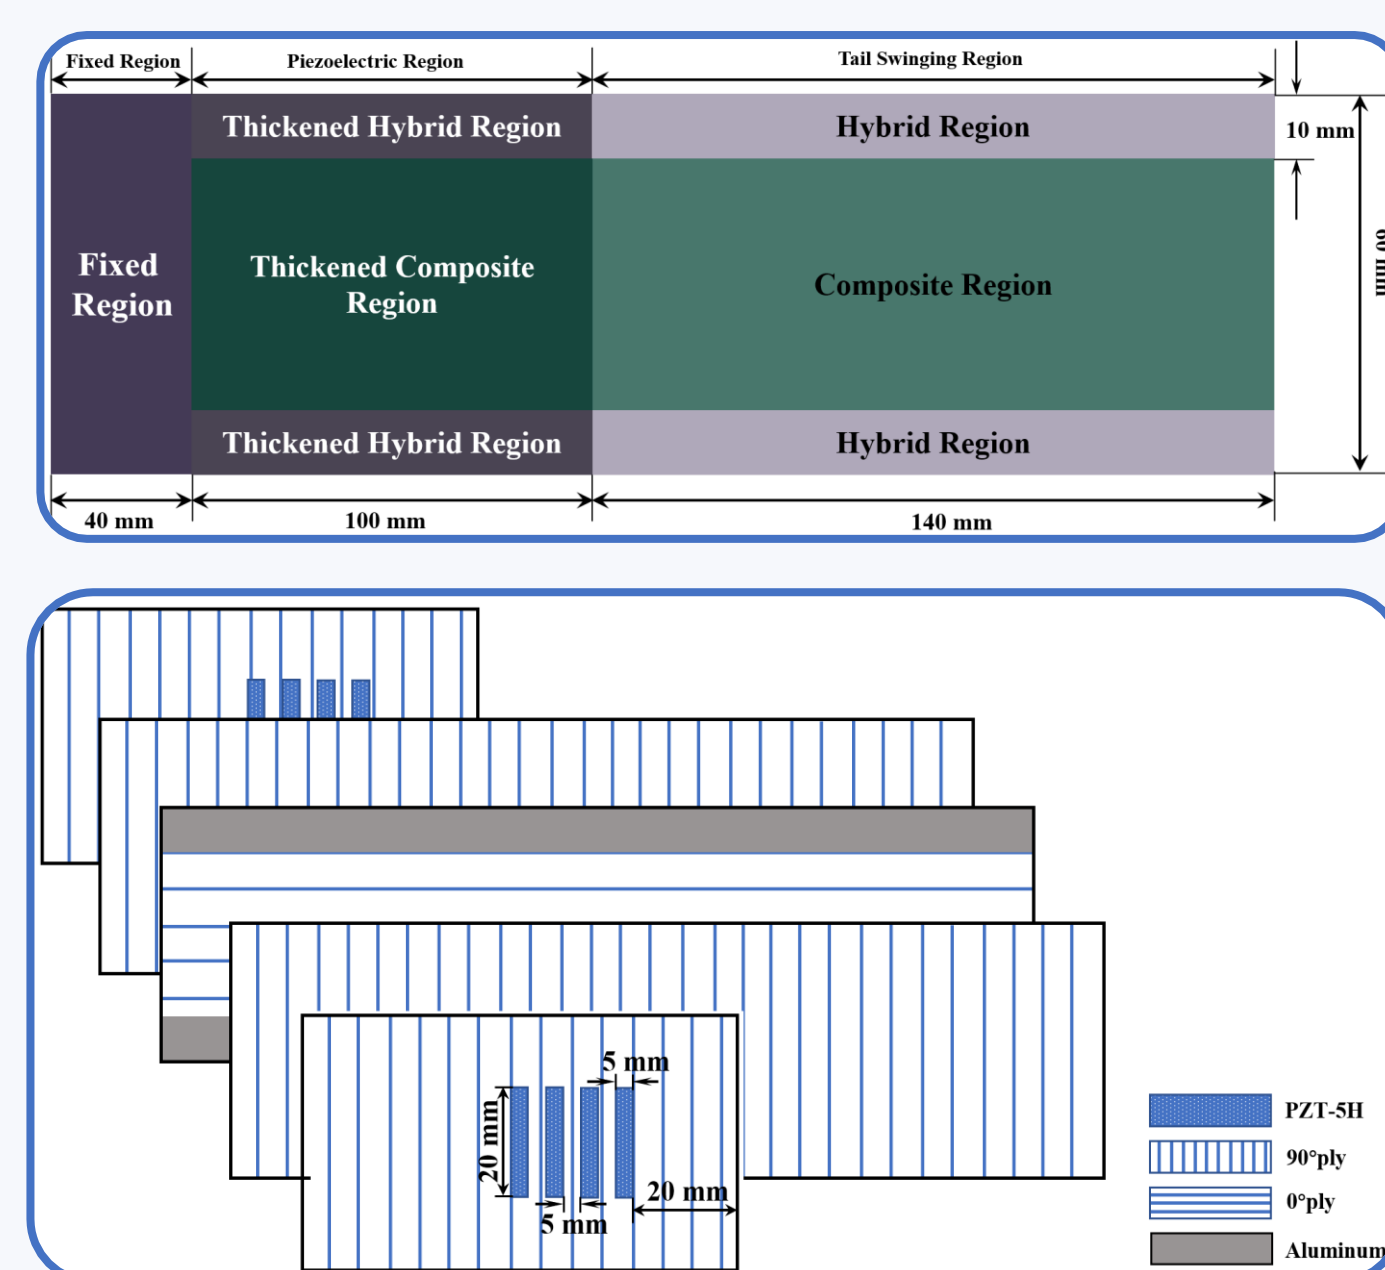 Fixed Region
Piezoelectric Region
Tail Swinging Region
Thickened Hybrid Region
Hybrid Region
10 mm
Fixed
Region
Thickened Composite
Region
Composite Region
Thickened Hybrid Region
Hybrid Region
40 mm
100 mm
140 mm
5 mm
20 mm
20 mm
5 mm
PZT-5H
90°ply
0°ply
Aluminum